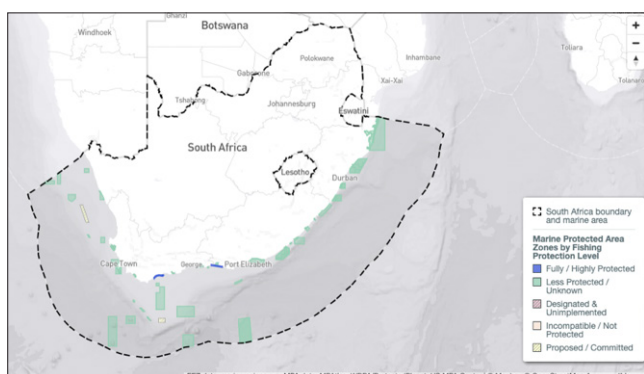 Ghanzi
Botswana
Windhoek
Polokwane
Inhambane
Toliara
Gaborone
Xai-Xai
Tshabong
Johannesburg
Eswatini
South Africa
Lesotho
Durban
Cape Town
George
Port Elizabeth
+
−
South Africa boundary
and marine area
Marine Protected Area
Zones by Fishing
Protection Level
Fully / Highly Protected
Less Protected /
Unknown
Designated &
Unimplemented
Incompatible / Not
Protected
Proposed / Committed